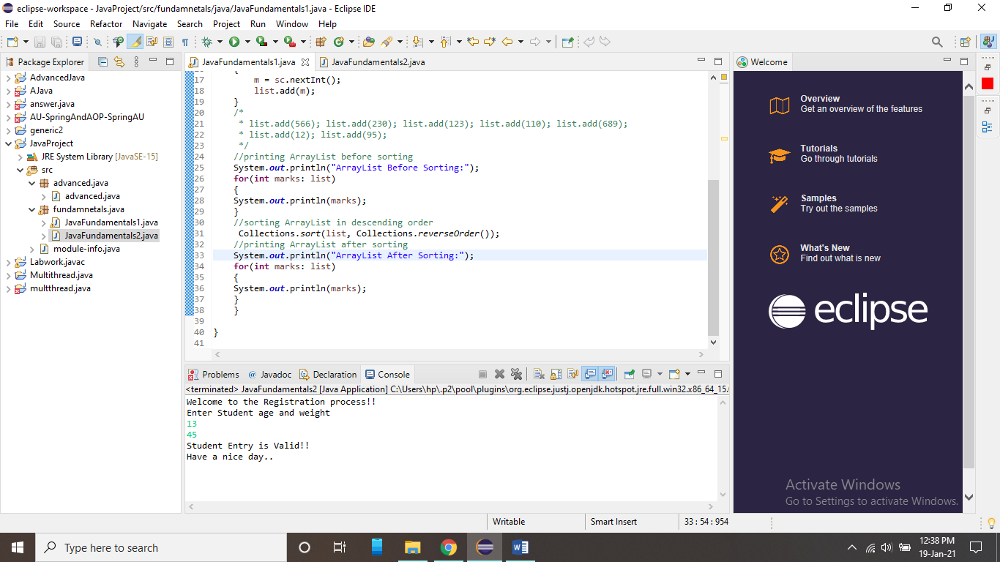 eclipse-workspace - JavaProject/src/fundamnetals/java/JavaFundamentals1.java - Eclipse IDE
File Edit Source Refactor Navigate Search Project Run Window Help
Package Explorer
AdvancedJava
AJava
answer.java
AU-SpringAndAOP-SpringAU
generic2
JavaProject
JRE System Library [JavaSE-15]
src
advanced.java
advanced.java
fundamnetals.java
JavaFundamentals1.java
JavaFundamentals2.java
module-info.java
Labwork.javac
Multithread.java
multthread.java
JavaFundamentals1.java JavaFundamentals2.java
17 m = sc.nextInt();
18 list.add(m);
19 }
20 /*
21 * list.add(566); list.add(230); list.add(123); list.add(110); list.add(689);
22 * list.add(12); list.add(95);
23 */
24 //printing ArrayList before sorting
25 System.out.println("ArrayList Before Sorting:");
26 for(int marks: list)
27 {
28 System.out.println(marks);
29 }
30 //sorting ArrayList in descending order
31 Collections.sort(list, Collections.reverseOrder());
32 //printing ArrayList after sorting
33 System.out.println("ArrayList After Sorting:");
34 for(int marks: list)
35 {
36 System.out.println(marks);
37 }
38 }
39
40 }
41
Problems @ Javadoc Declaration Console
<terminated> JavaFundamentals2 [Java Application] C:\Users\hp\.p2\pool\plugins\org.eclipse.justj.openjdk.hotspot.jre.full.win32.x86_64_15.
Welcome to the Registration process!!
Enter Student age and weight
13
45
Student Entry is Valid!!
Have a nice day..
Welcome
Overview
Get an overview of the features
Tutorials
Go through tutorials
Samples
Try out the samples
What's New
Find out what is new
eclipse
Activate Windows
Go to Settings to activate Windows.
Writable Smart Insert 33 : 54 : 954
Type here to search
12:38 PM
19-Jan-21